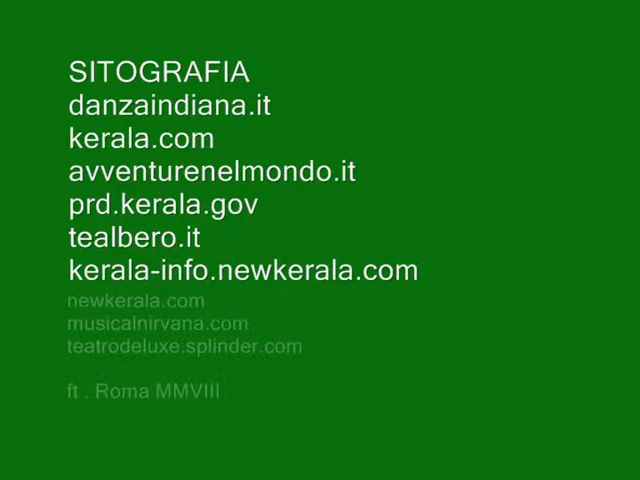 SITOGRAFIA
danzaindiana.it
kerala.com
avventurenelmondo.it
prd.kerala.gov
tealbero.it
kerala-info.newkerala.com
newkerala.com
musicalnirvana.com
teatrodeluxe.splinder.com
ft . Roma MMVIII